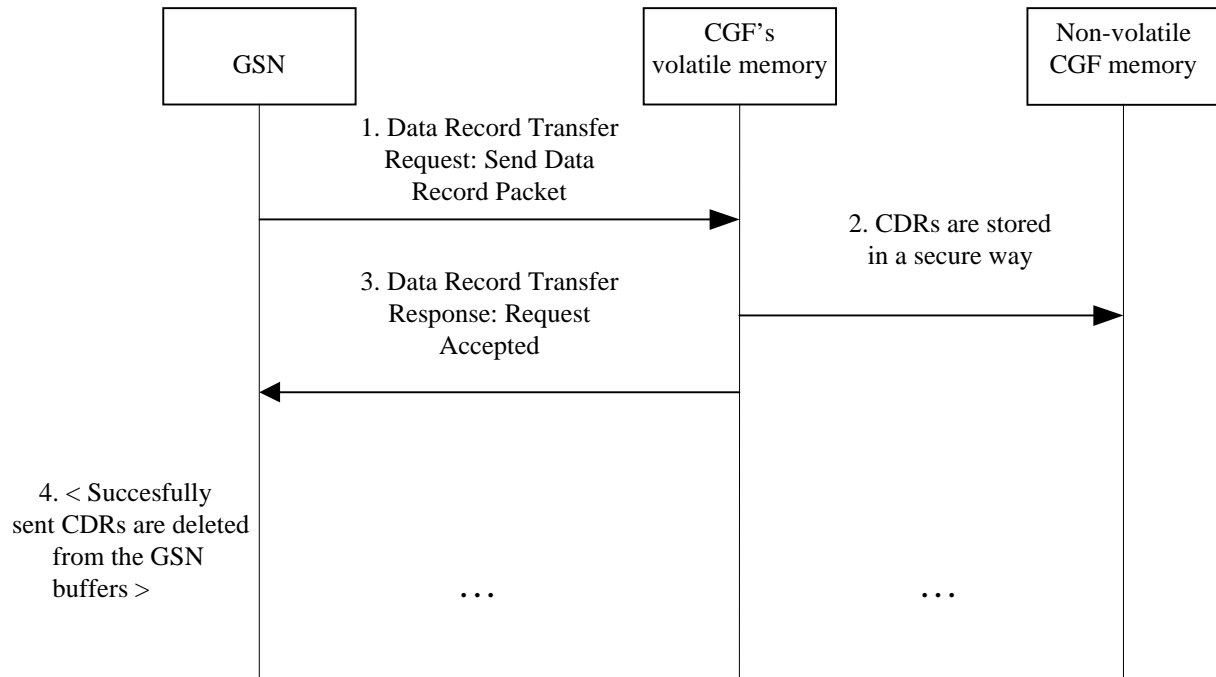 GSN
CGF’s
volatile memory
Non-volatile
CGF memory
1. Data Record Transfer
Request: Send Data
Record Packet
2. CDRs are stored
in a secure way
3. Data Record Transfer
Response: Request
Accepted
4. < Succesfully
sent CDRs are deleted
from the GSN
buffers >
...
...